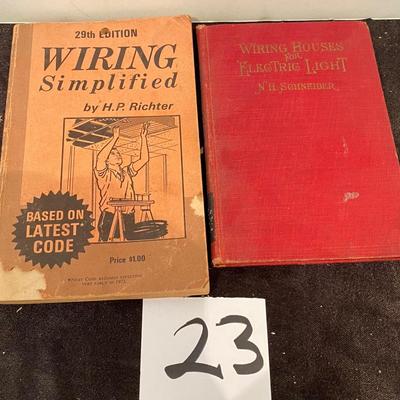 29th EDITION
WIRING
Simplified
by H.P. Richter
BASED ON
LATEST
CODE
Price $1.00
WIRING HOUSES
FOR
ELECTRIC LIGHT
N.H. SCHNEIDER
23